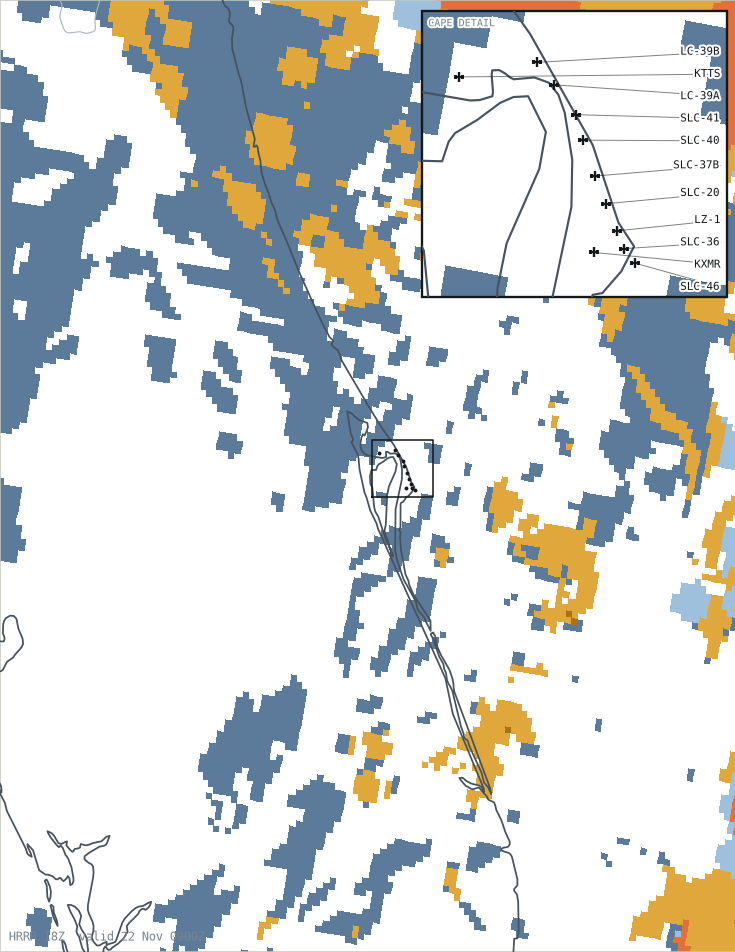 CAPE DETAIL
LC-39B
KTTS
LC-39A
SLC-41
SLC-40
SLC-37B
SLC-20
LZ-1
SLC-36
KXMR
SLC-46
valid 22 Nov